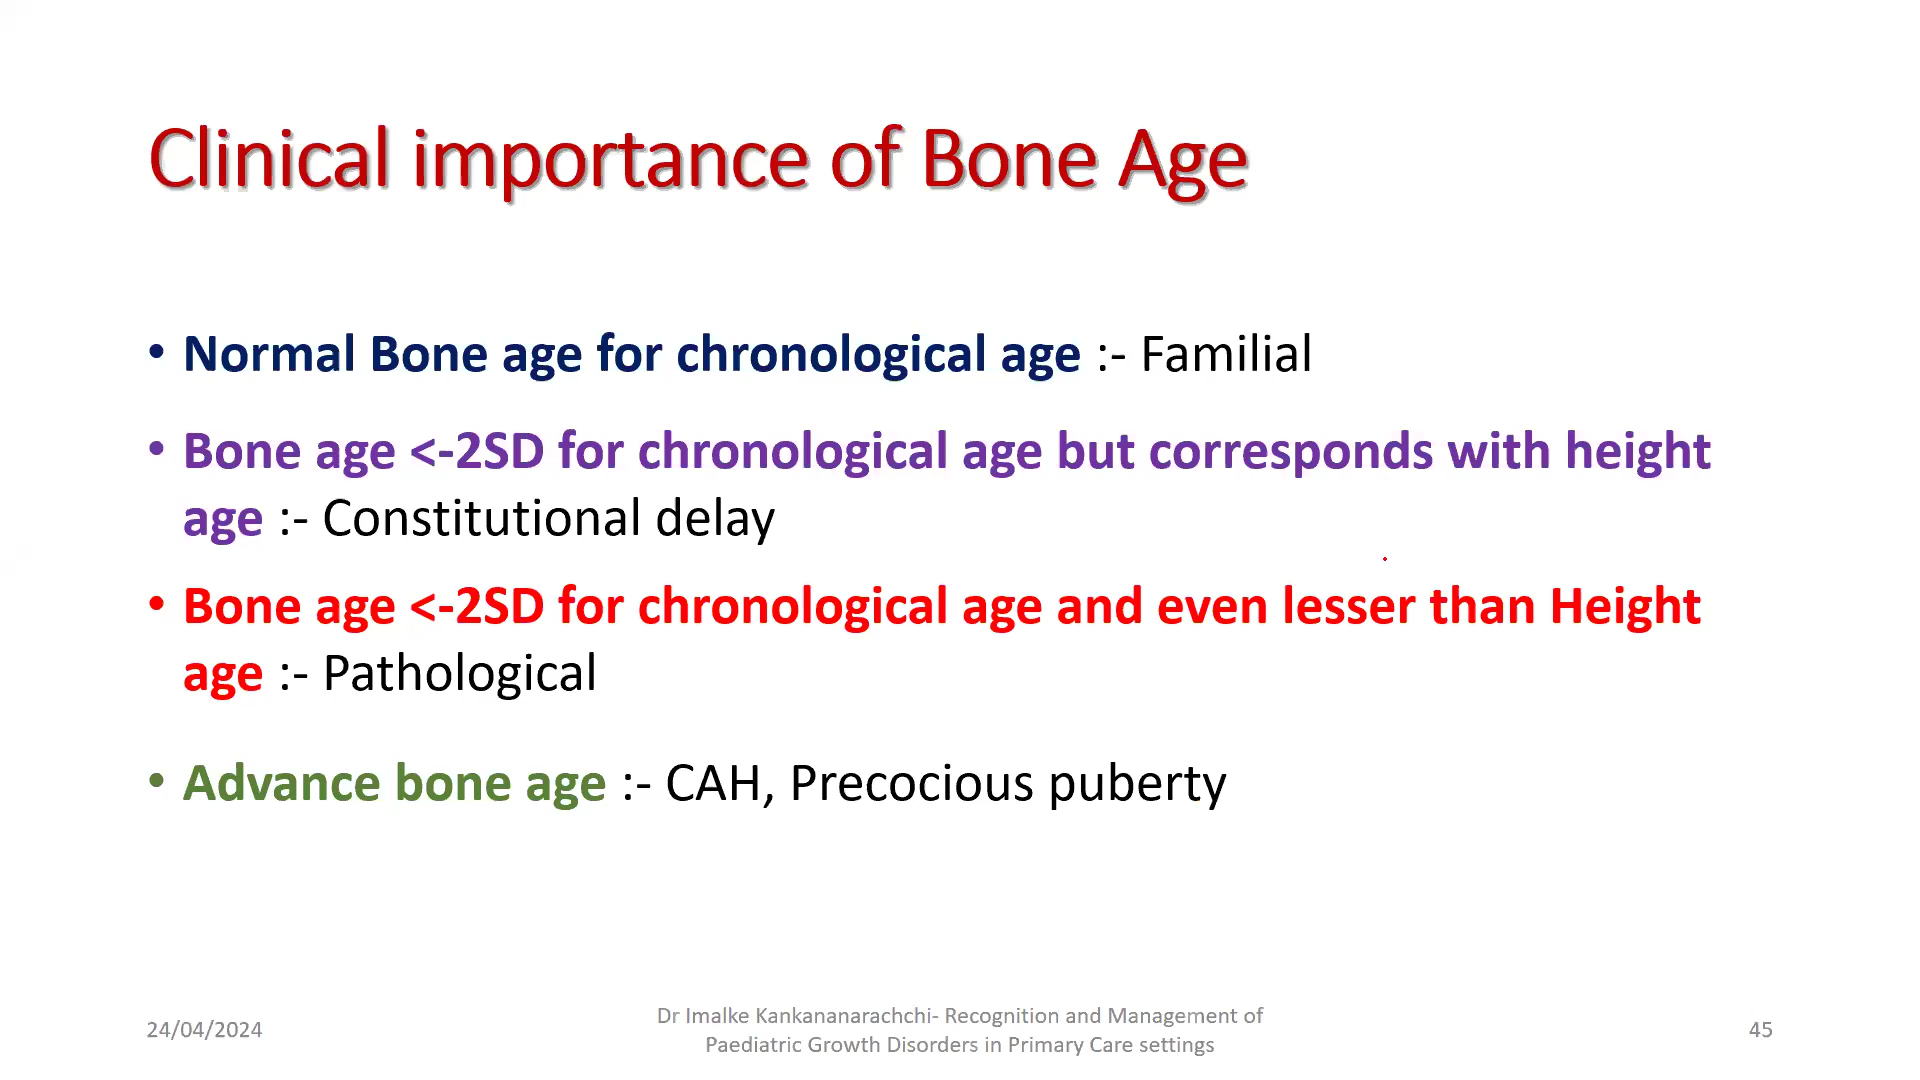 Clinical importance of Bone Age
• Normal Bone age for chronological age :- Familial
• Bone age <-2SD for chronological age but corresponds with height
age :- Constitutional delay
• Bone age <-2SD for chronological age and even lesser than Height
age :- Pathological
• Advance bone age :- CAH, Precocious puberty
24/04/2024
Dr Imalke Kankananarachchi- Recognition and Management of
Paediatric Growth Disorders in Primary Care settings
45